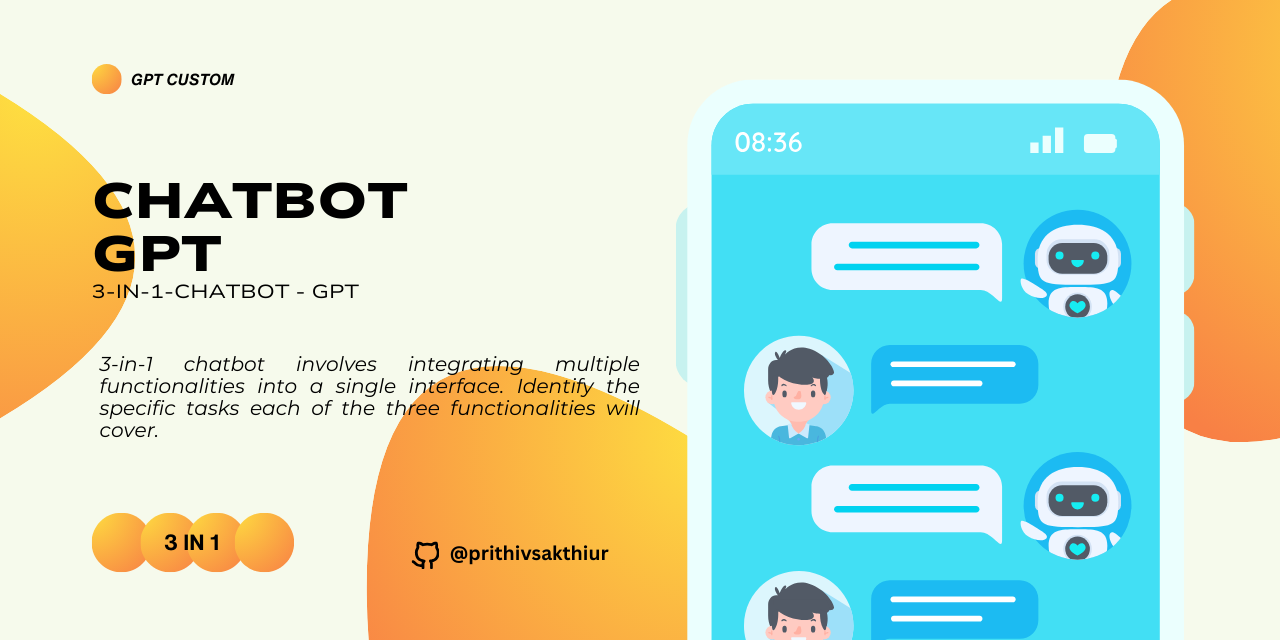 GPT CUSTOM
CHATBOT
GPT
3-IN-1-CHATBOT - GPT
3-in-1 chatbot involves integrating multiple
functionalities into a single interface. Identify the
specific tasks each of the three functionalities will
cover.
3 IN 1
@prithivsakthiur
08:36